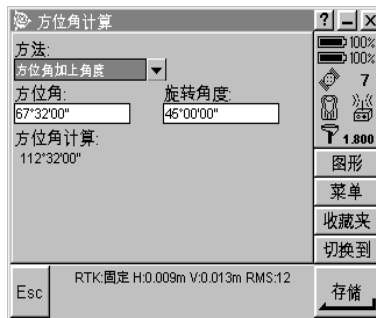 方位角计算
? – X
方法:
方位角加上角度
方位角: 旋转角度:
67°32'00" 45°00'00"
方位角计算:
112°32'00"
100%
100%
7
1.800
图形
菜单
收藏夹
切换到
Esc
RTK:固定 H:0.009m V:0.013m RMS:12
存储